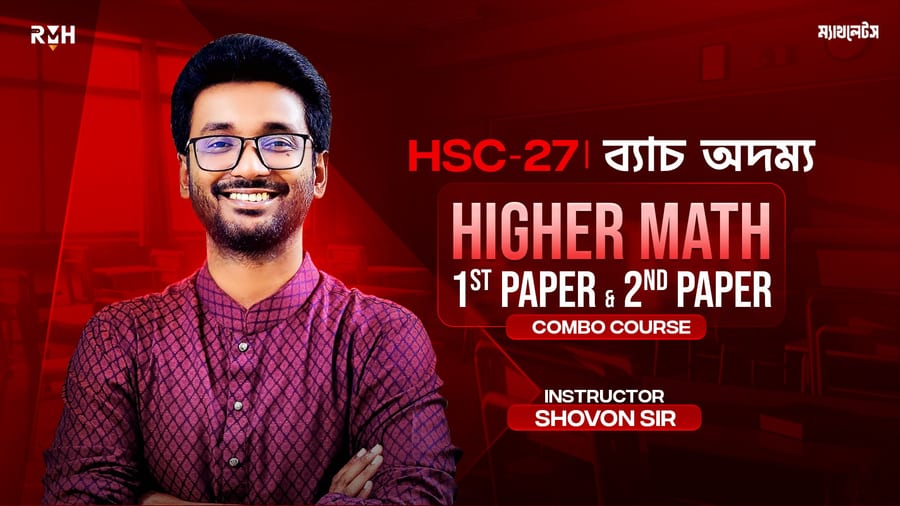 RMH
ম্যাথলেটস
HSC-27 | ব্যাচ অদম্য
HIGHER MATH
1ST PAPER & 2ND PAPER
COMBO COURSE
INSTRUCTOR
SHOVON SIR